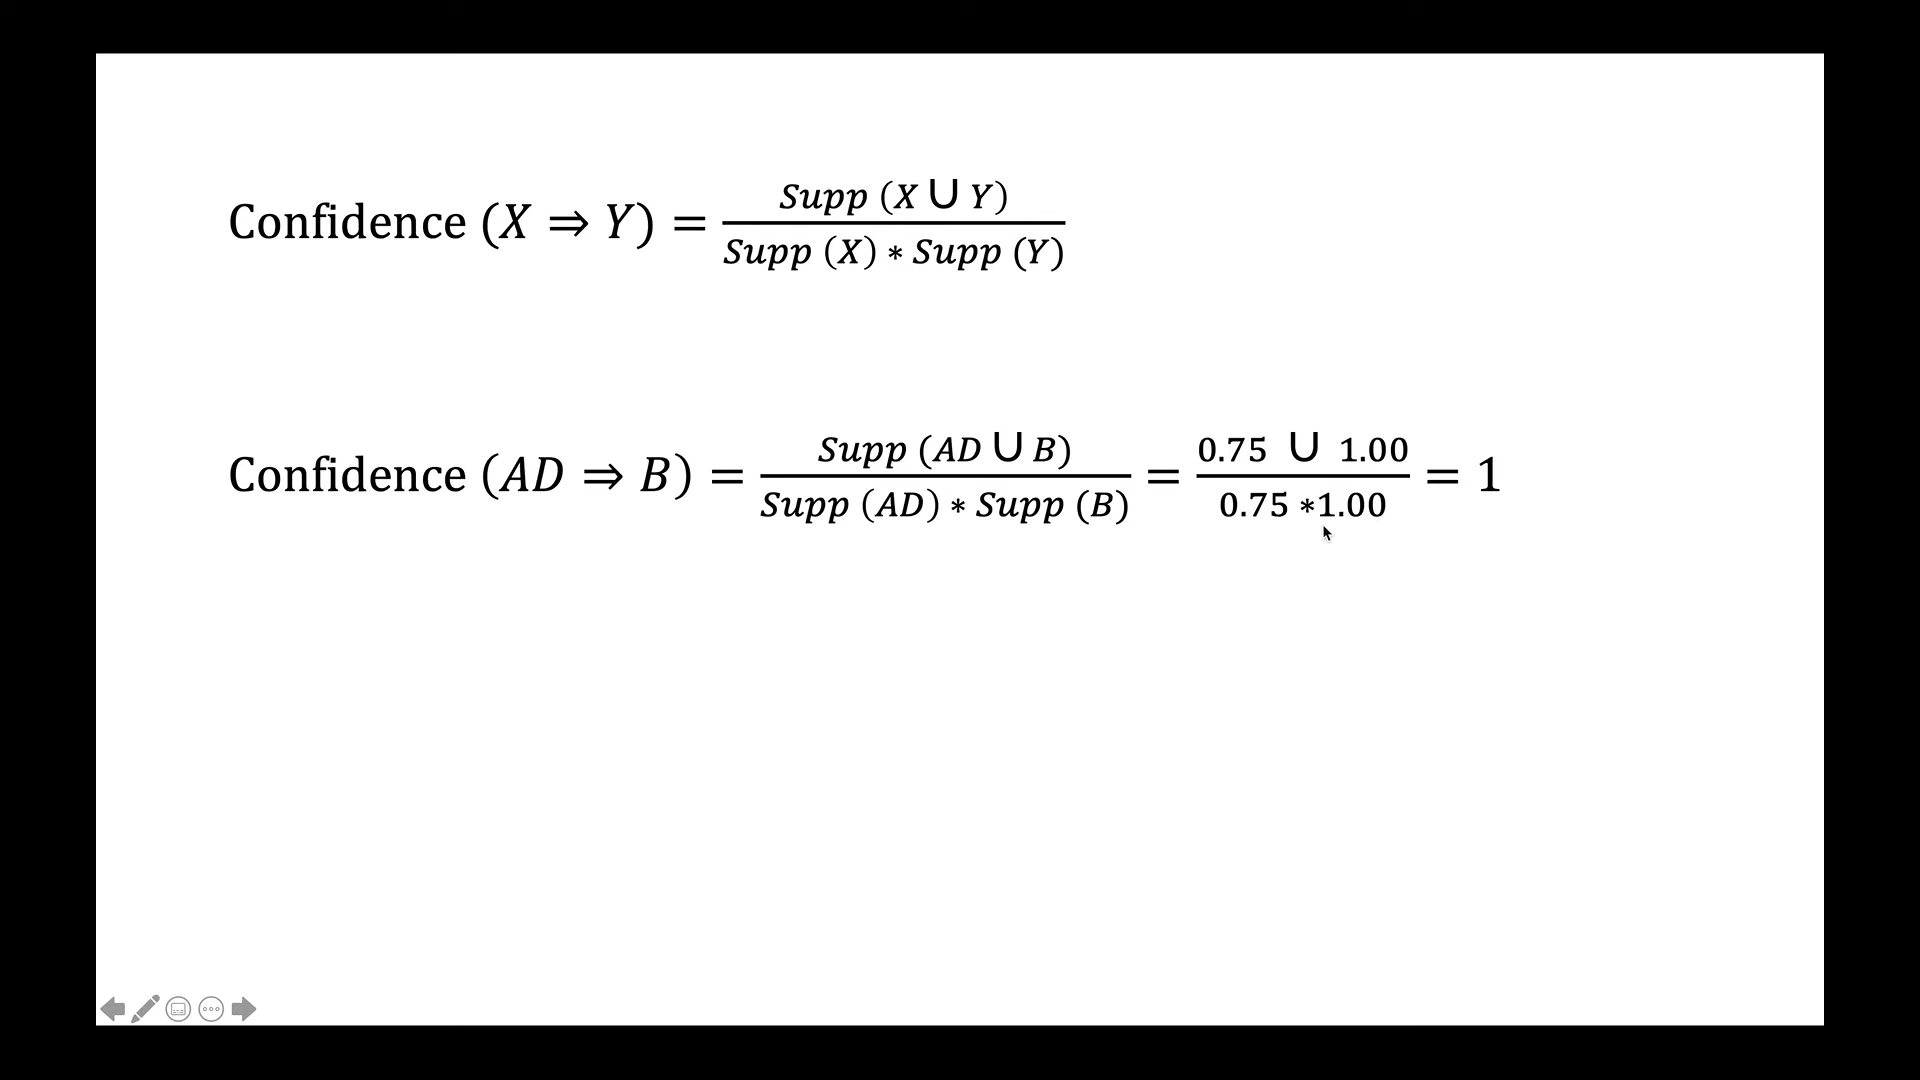 Confidence (X ⇒ Y) = Supp (X ∪ Y) / Supp (X) * Supp (Y)
Confidence (AD ⇒ B) = Supp (AD ∪ B) / Supp (AD) * Supp (B) = 0.75 ∪ 1.00 / 0.75 *1.00 = 1